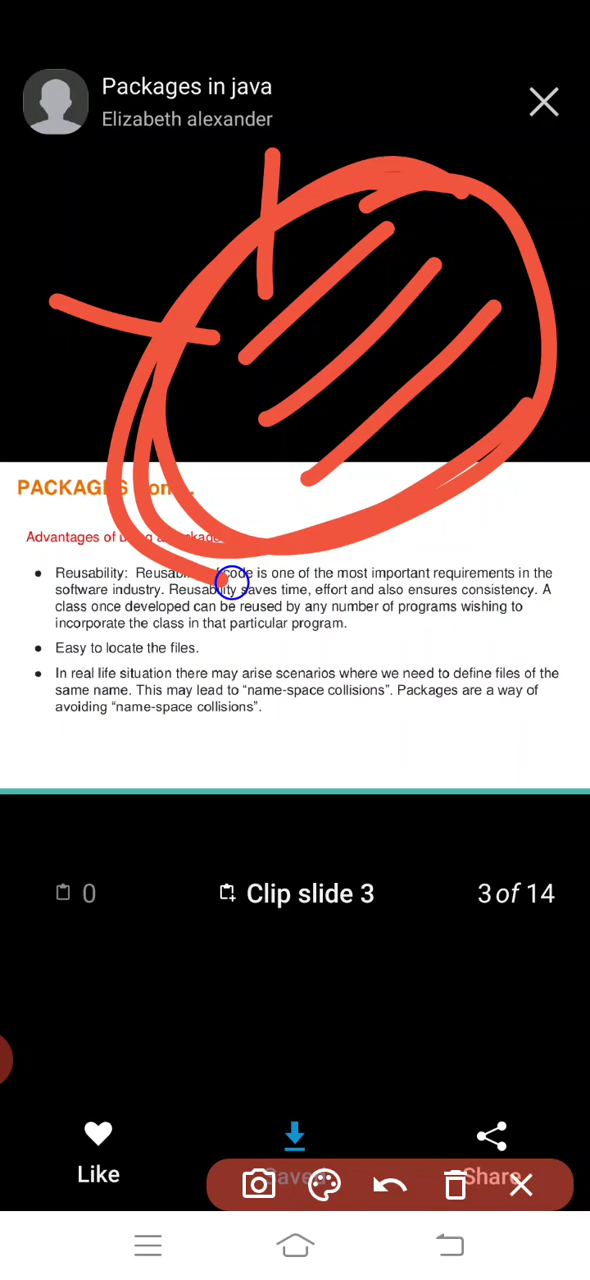 Packages in java
Elizabeth alexander
Advantages of
Reusability: code is one of the most important requirements in the
software industry. Reusability saves time, effort and also ensures consistency. A
class once developed can be reused by any number of programs wishing to
incorporate the class in that particular program.
Easy to locate the files.
In real life situation there may arise scenarios where we need to define files of the
same name. This may lead to “name-space collisions”. Packages are a way of
avoiding “name-space collisions”.
0
Clip slide 3
3 of 14
Like
Saved
Share